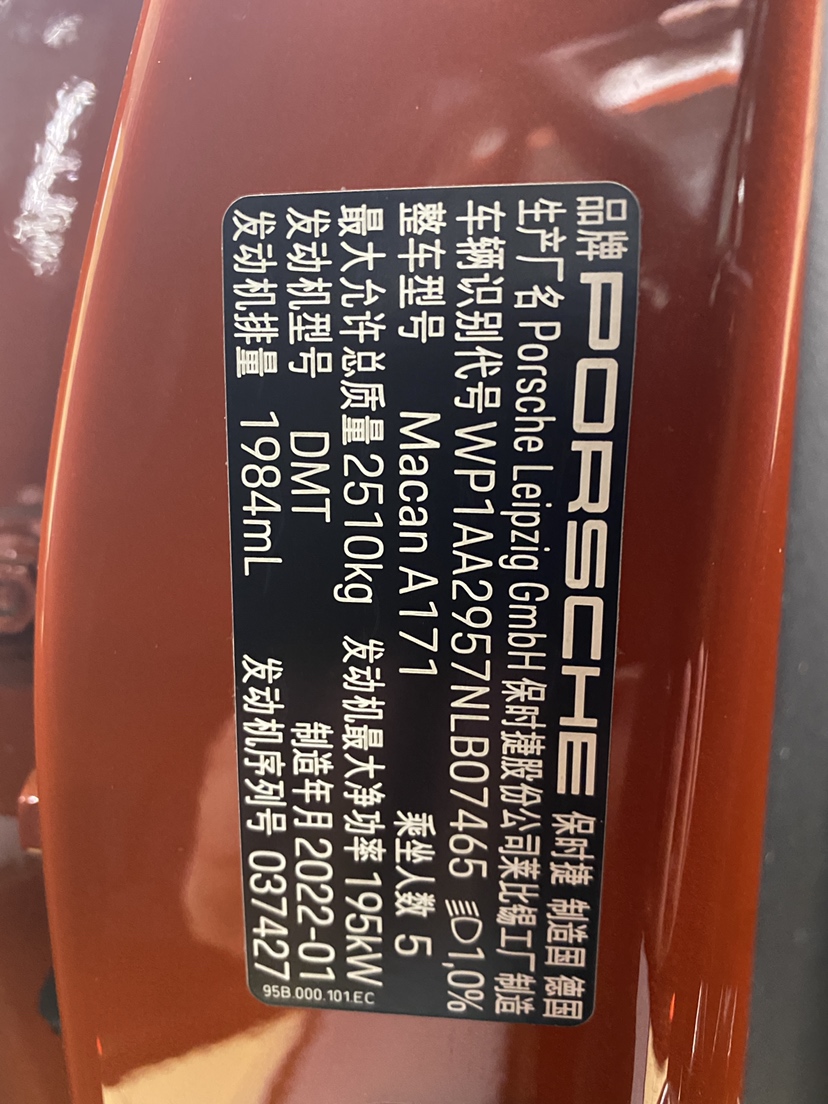 品牌 PORSCHE 保时捷 制造国 德国
生产厂名 Porsche Leipzig GmbH 保时捷股份公司莱比锡工厂制造
车辆识别代号 WP1AA2957NLB07465 1,0%
整车型号 Macan A171 乘坐人数 5
最大允许总质量 2510kg 发动机最大净功率 195kW
发动机型号 DMT 制造年月 2022-01
发动机排量 1984mL 发动机序列号 037427
95B.000.101.EC